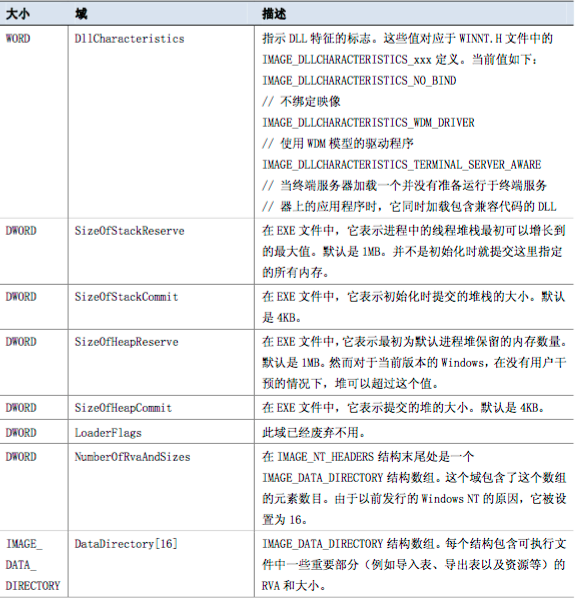 大小 域 描述
WORD DllCharacteristics 指示 DLL 特征的标志。这些值对应于 WINNT.H 文件中的
IMAGE_DLLCHARACTERISTICS_xxx 定义。当前值如下：
IMAGE_DLLCHARACTERISTICS_NO_BIND
// 不绑定映像
IMAGE_DLLCHARACTERISTICS_WDM_DRIVER
// 使用 WDM 模型的驱动程序
IMAGE_DLLCHARACTERISTICS_TERMINAL_SERVER_AWARE
// 当终端服务器加载一个并没有准备运行于终端服务
// 器上的应用程序时，它同时加载包含兼容代码的 DLL
DWORD SizeOfStackReserve 在 EXE 文件中，它表示进程中的线程堆栈最初可以增长到
的最大值。默认是 1MB。并不是初始化时就提交这里指定
的所有内存。
DWORD SizeOfStackCommit 在 EXE 文件中，它表示初始化时提交的堆栈的大小。默认
是 4KB。
DWORD SizeOfHeapReserve 在 EXE 文件中，它表示最初为默认进程堆保留的内存数量。
默认是 1MB。然而对于当前版本的 Windows，在没有用户干
预的情况下，堆可以超过这个值。
DWORD SizeOfHeapCommit 在 EXE 文件中，它表示提交的堆的大小。默认是 4KB。
DWORD LoaderFlags 此域已经废弃不用。
DWORD NumberOfRvaAndSizes 在 IMAGE_NT_HEADERS 结构末尾处是一个
IMAGE_DATA_DIRECTORY 结构数组。这个域包含了这个数组
的元素数目。由于以前发行的 Windows NT 的原因，它被设
置为 16。
IMAGE_ DataDirectory[16] IMAGE_DATA_DIRECTORY 结构数组。每个结构包含可执行文
DATA_ 件中一些重要部分（例如导入表、导出表以及资源等）的
DIRECTORY RVA 和大小。